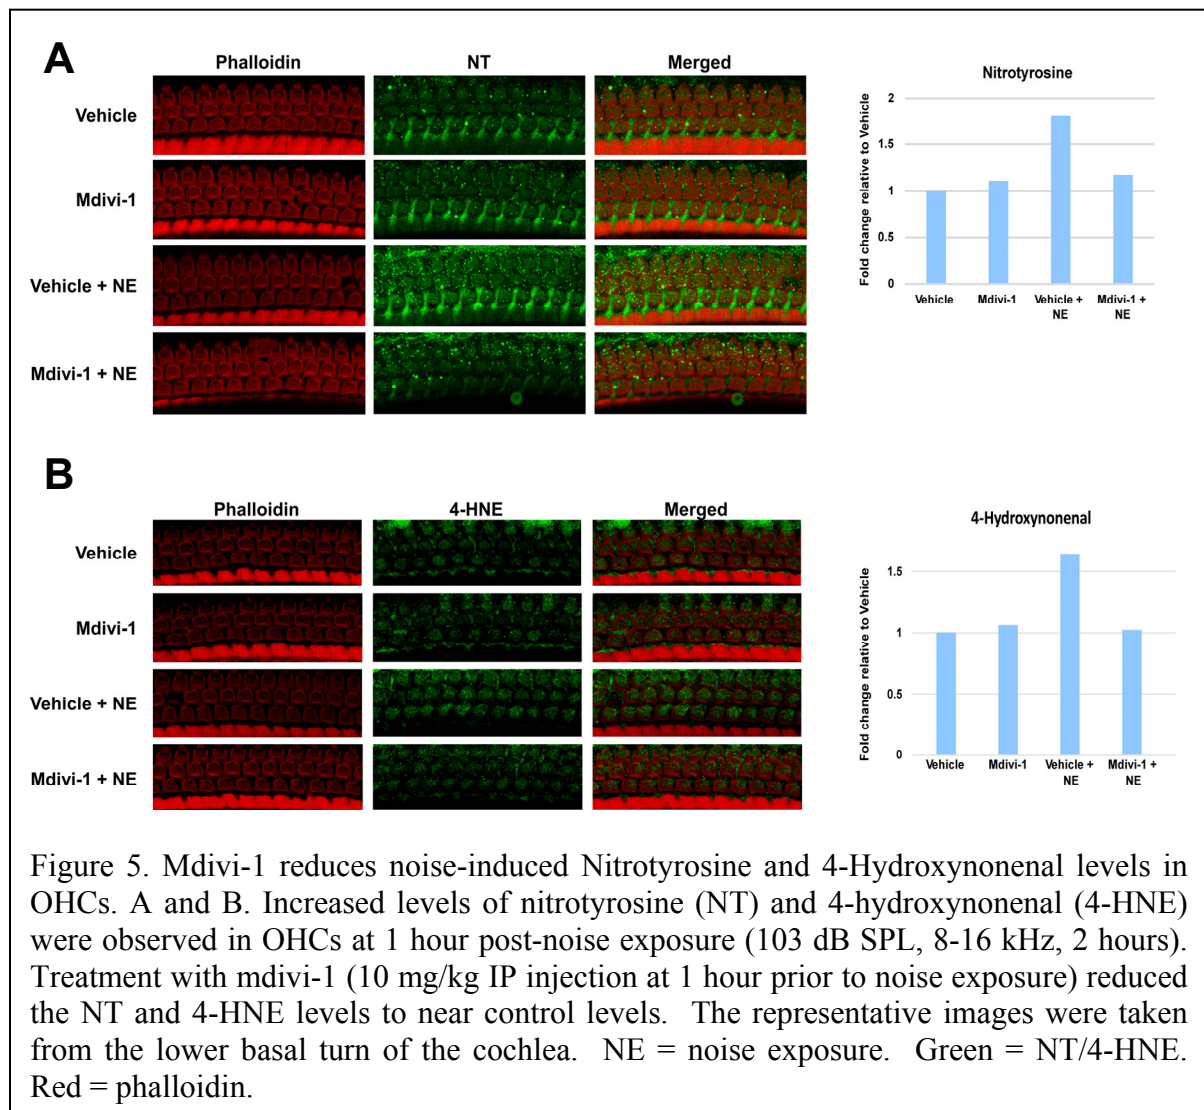 A
Phalloidin NT Merged
Vehicle
Mdivi-1
Vehicle + NE
Mdivi-1 + NE
Nitrotyrosine
Fold change relative to Vehicle
2
1.5
1
0.5
0
Vehicle Mdivi-1 Vehicle + NE Mdivi-1 + NE
B
Phalloidin 4-HNE Merged
Vehicle
Mdivi-1
Vehicle + NE
Mdivi-1 + NE
4-Hydroxynonenal
Fold change relative to Vehicle
1.5
1
0.5
0
Vehicle Mdivi-1 Vehicle + NE Mdivi-1 + NE
Figure 5. Mdivi-1 reduces noise-induced Nitrotyrosine and 4-Hydroxynonenal levels in
OHCs. A and B. Increased levels of nitrotyrosine (NT) and 4-hydroxynonenal (4-HNE)
were observed in OHCs at 1 hour post-noise exposure (103 dB SPL, 8-16 kHz, 2 hours).
Treatment with mdivi-1 (10 mg/kg IP injection at 1 hour prior to noise exposure) reduced
the NT and 4-HNE levels to near control levels. The representative images were taken
from the lower basal turn of the cochlea. NE = noise exposure. Green = NT/4-HNE.
Red = phalloidin.